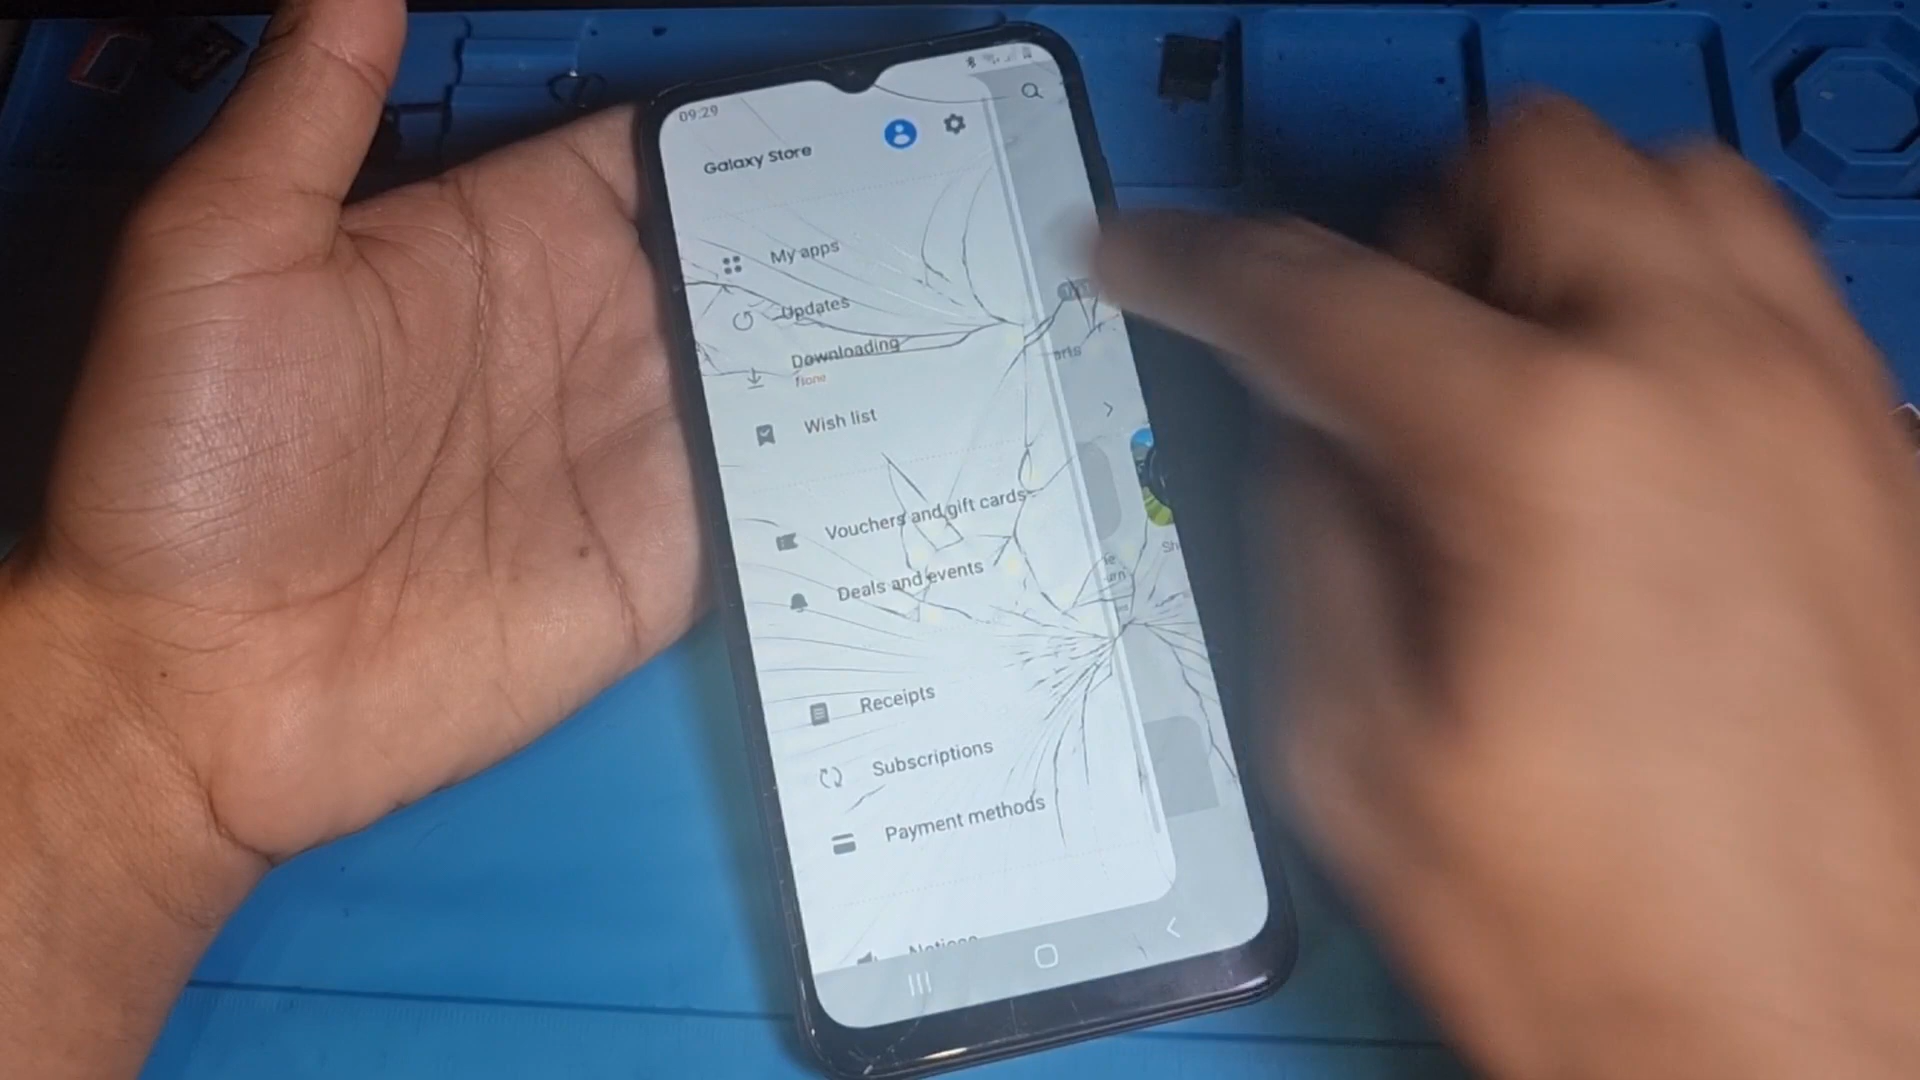 09:29
Galaxy Store
My apps
Updates
Downloading
None
Wish list
Vouchers and gift cards
Deals and events
Receipts
Subscriptions
Payment methods
Notices